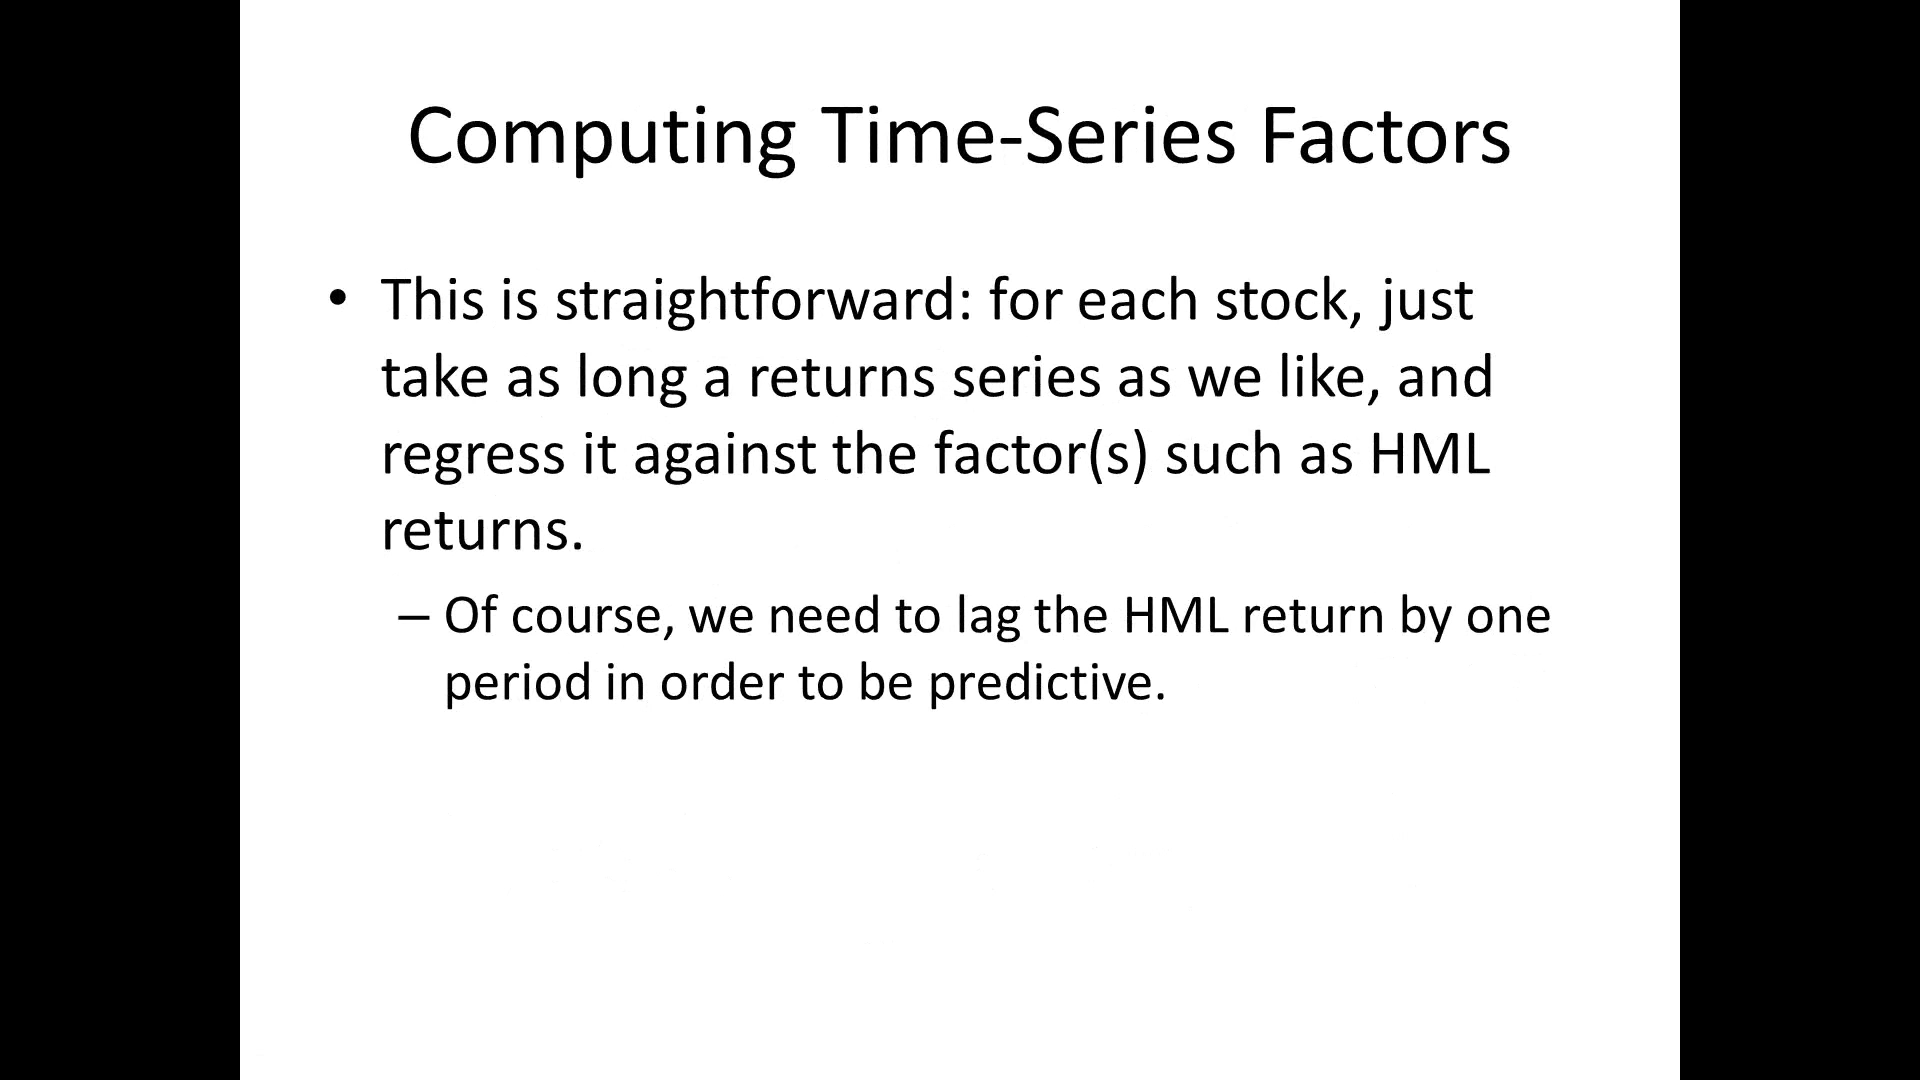 Computing Time-Series Factors
• This is straightforward: for each stock, just
take as long a returns series as we like, and
regress it against the factor(s) such as HML
returns.
– Of course, we need to lag the HML return by one
period in order to be predictive.